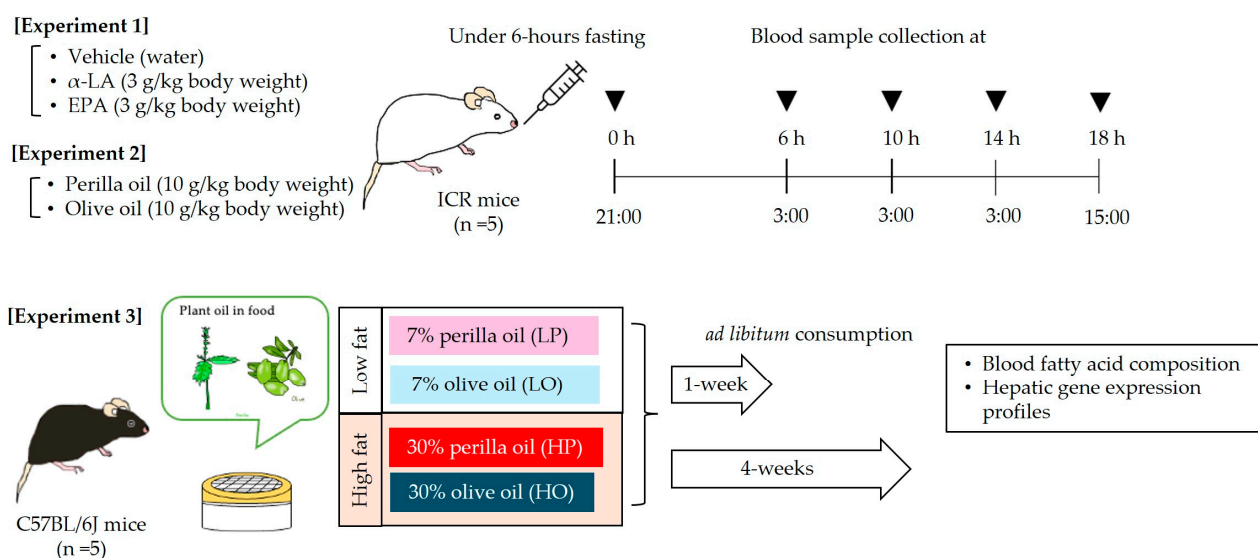 [Experiment 1]
• Vehicle (water)
• α-LA (3 g/kg body weight)
• EPA (3 g/kg body weight)
[Experiment 2]
• Perilla oil (10 g/kg body weight)
• Olive oil (10 g/kg body weight)
Under 6-hours fasting
ICR mice
(n =5)
Blood sample collection at
0 h 6 h 10 h 14 h 18 h
21:00 3:00 3:00 3:00 15:00
[Experiment 3]
Plant oil in food
Perilla
Olive
C57BL/6J mice
(n =5)
Low fat
7% perilla oil (LP)
7% olive oil (LO)
High fat
30% perilla oil (HP)
30% olive oil (HO)
ad libitum consumption
1-week
4-weeks
• Blood fatty acid composition
• Hepatic gene expression
profiles